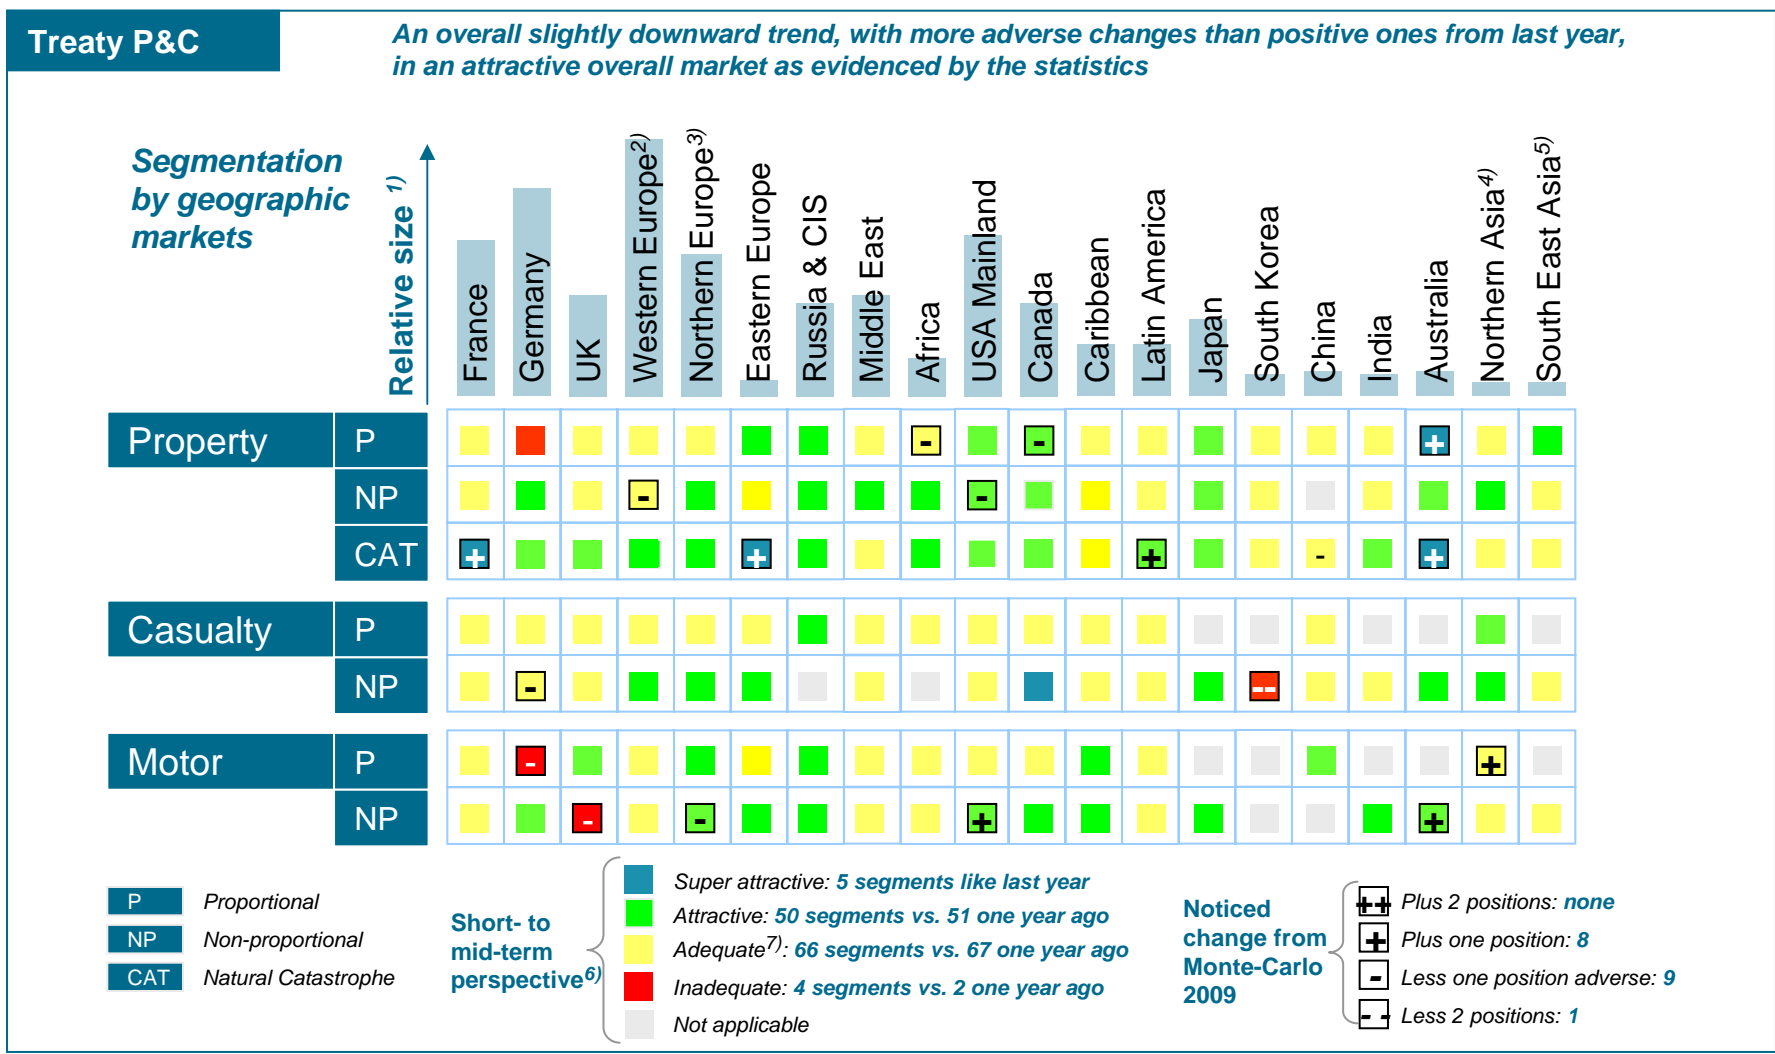 Treaty P&C
An overall slightly downward trend, with more adverse changes than positive ones from last year,
in an attractive overall market as evidenced by the statistics
Segmentation
by geographic
markets
Relative size 1)
France
Germany
UK
Western Europe2)
Northern Europe3)
Eastern Europe
Russia & CIS
Middle East
Africa
USA Mainland
Canada
Caribbean
Latin America
Japan
South Korea
China
India
Australia
Northern Asia4)
South East Asia5)
Property P - - +
NP - -
CAT + + + - +
Casualty P
NP - --
Motor P - +
NP - - + +
P Proportional
NP Non-proportional
CAT Natural Catastrophe
Short- to
mid-term
perspective6)
Super attractive: 5 segments like last year
Attractive: 50 segments vs. 51 one year ago
Adequate7): 66 segments vs. 67 one year ago
Inadequate: 4 segments vs. 2 one year ago
Not applicable
Noticed
change from
Monte-Carlo
2009
++ Plus 2 positions: none
+ Plus one position: 8
- Less one position adverse: 9
-- Less 2 positions: 1